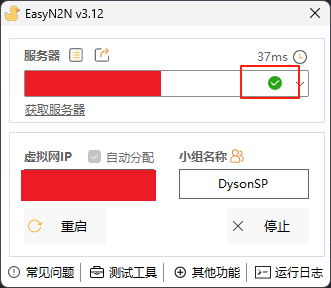 EasyN2N v3.12
服务器
37ms
获取服务器
虚拟网IP 自动分配 小组名称
DysonSP
重启 停止
常见问题 测试工具 其他功能 运行日志